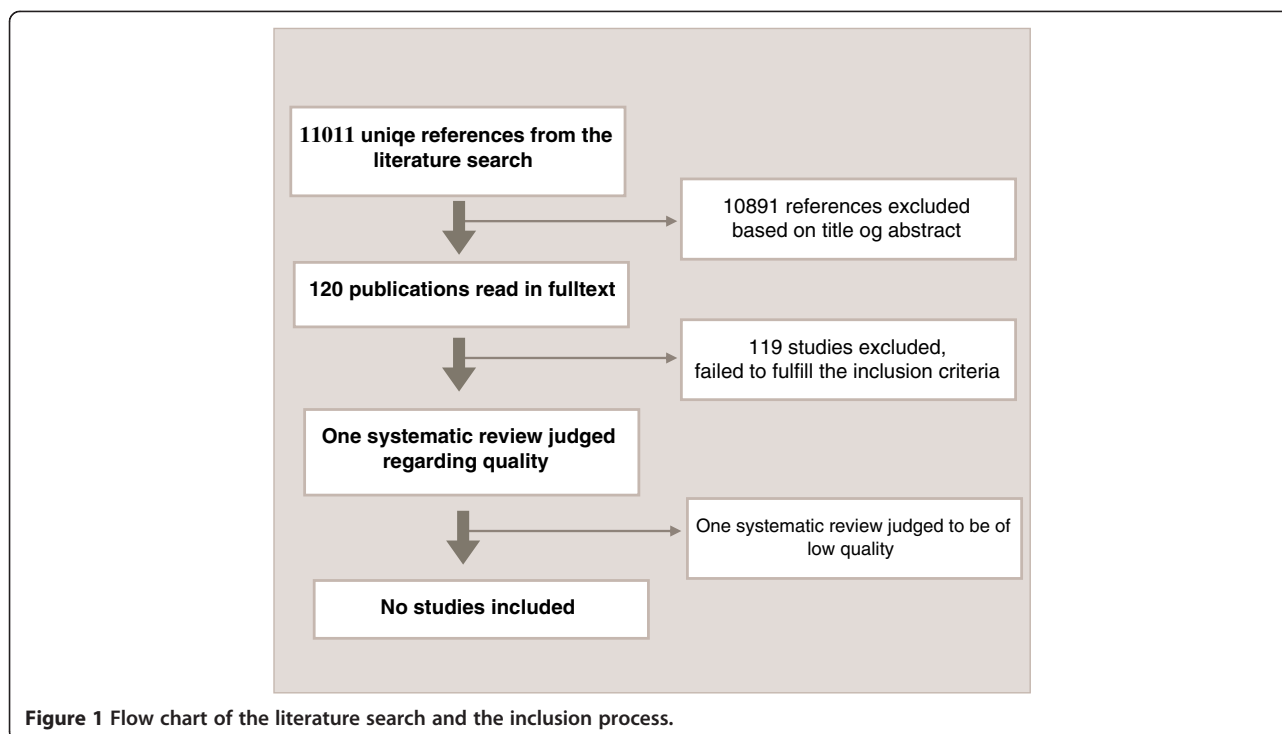 11011 uniqe references from the
literature search
10891 references excluded
based on title og abstract
120 publications read in fulltext
119 studies excluded,
failed to fulfill the inclusion criteria
One systematic review judged
regarding quality
One systematic review judged to be of
low quality
No studies included
Figure 1 Flow chart of the literature search and the inclusion process.